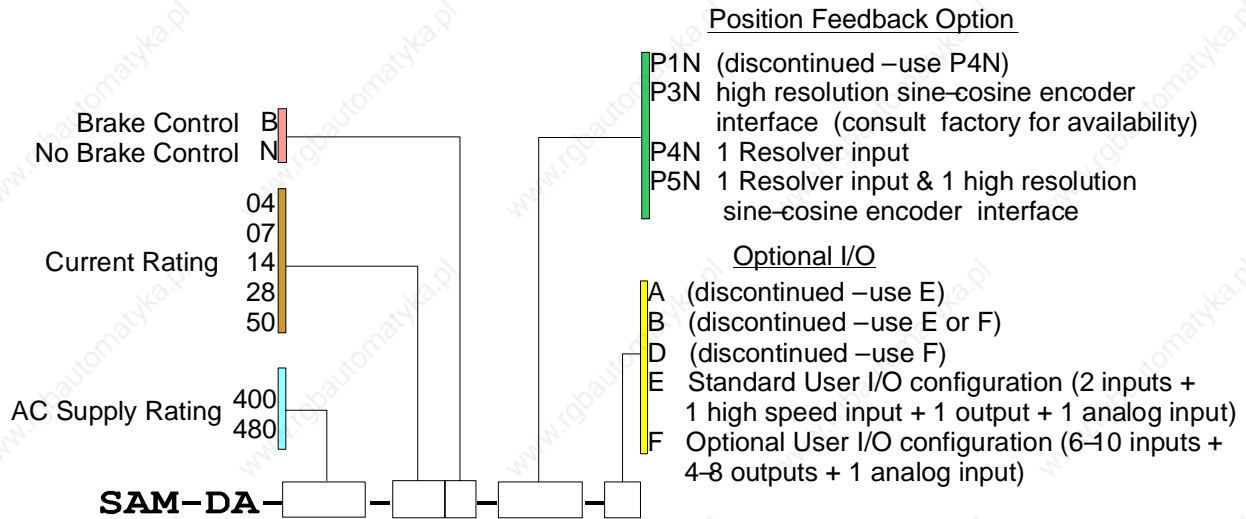 Position Feedback Option
P1N (discontinued –use P4N)
P3N high resolution sine–cosine encoder
interface (consult factory for availability)
P4N 1 Resolver input
P5N 1 Resolver input & 1 high resolution
sine–cosine encoder interface
Brake Control B
No Brake Control N
Current Rating
04
07
14
28
50
AC Supply Rating
400
480
Optional I/O
A (discontinued –use E)
B (discontinued –use E or F)
D (discontinued –use F)
E Standard User I/O configuration (2 inputs +
1 high speed input + 1 output + 1 analog input)
F Optional User I/O configuration (6–10 inputs +
4–8 outputs + 1 analog input)
SAM-DA-
www.rgbautomatyka.pl